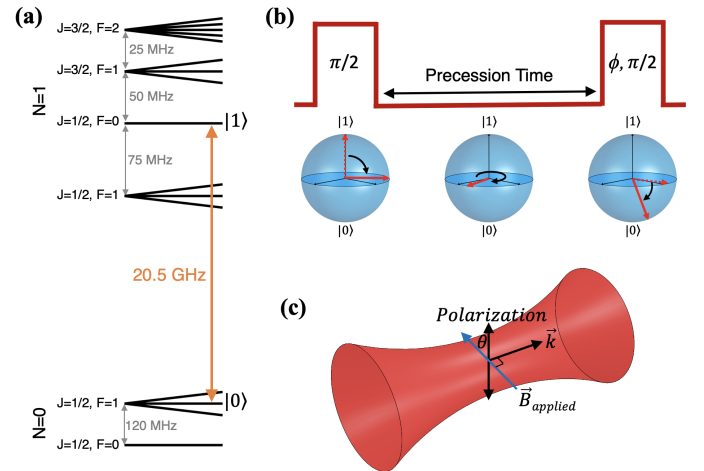 (a)
J=3/2, F=2
25 MHz
J=3/2, F=1
50 MHz
N=1
J=1/2, F=0
|1⟩
75 MHz
J=1/2, F=1
20.5 GHz
J=1/2, F=1
|0⟩
N=0
120 MHz
J=1/2, F=0
(b)
π/2
Precession Time
ϕ, π/2
|1⟩ |1⟩ |1⟩
|0⟩ |0⟩ |0⟩
(c)
Polarization
θ
k⃗
B⃗applied